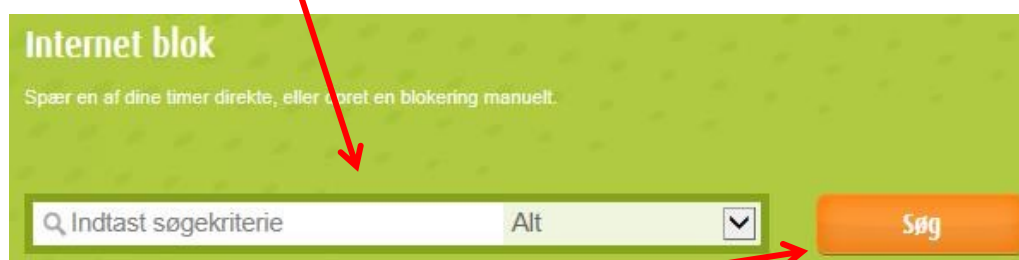 Internet blok
Spær en af dine timer direkte, eller opret en blokering manuelt.
Indtast søgekriterie Alt Søg